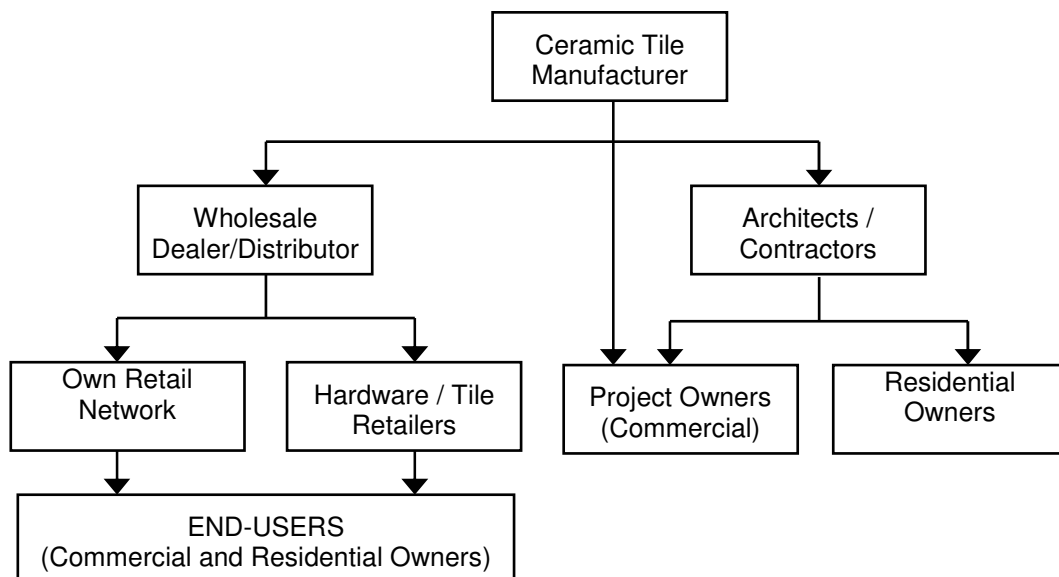 Ceramic Tile
Manufacturer
Wholesale
Dealer/Distributor
Architects /
Contractors
Own Retail
Network
Hardware / Tile
Retailers
Project Owners
(Commercial)
Residential
Owners
END-USERS
(Commercial and Residential Owners)